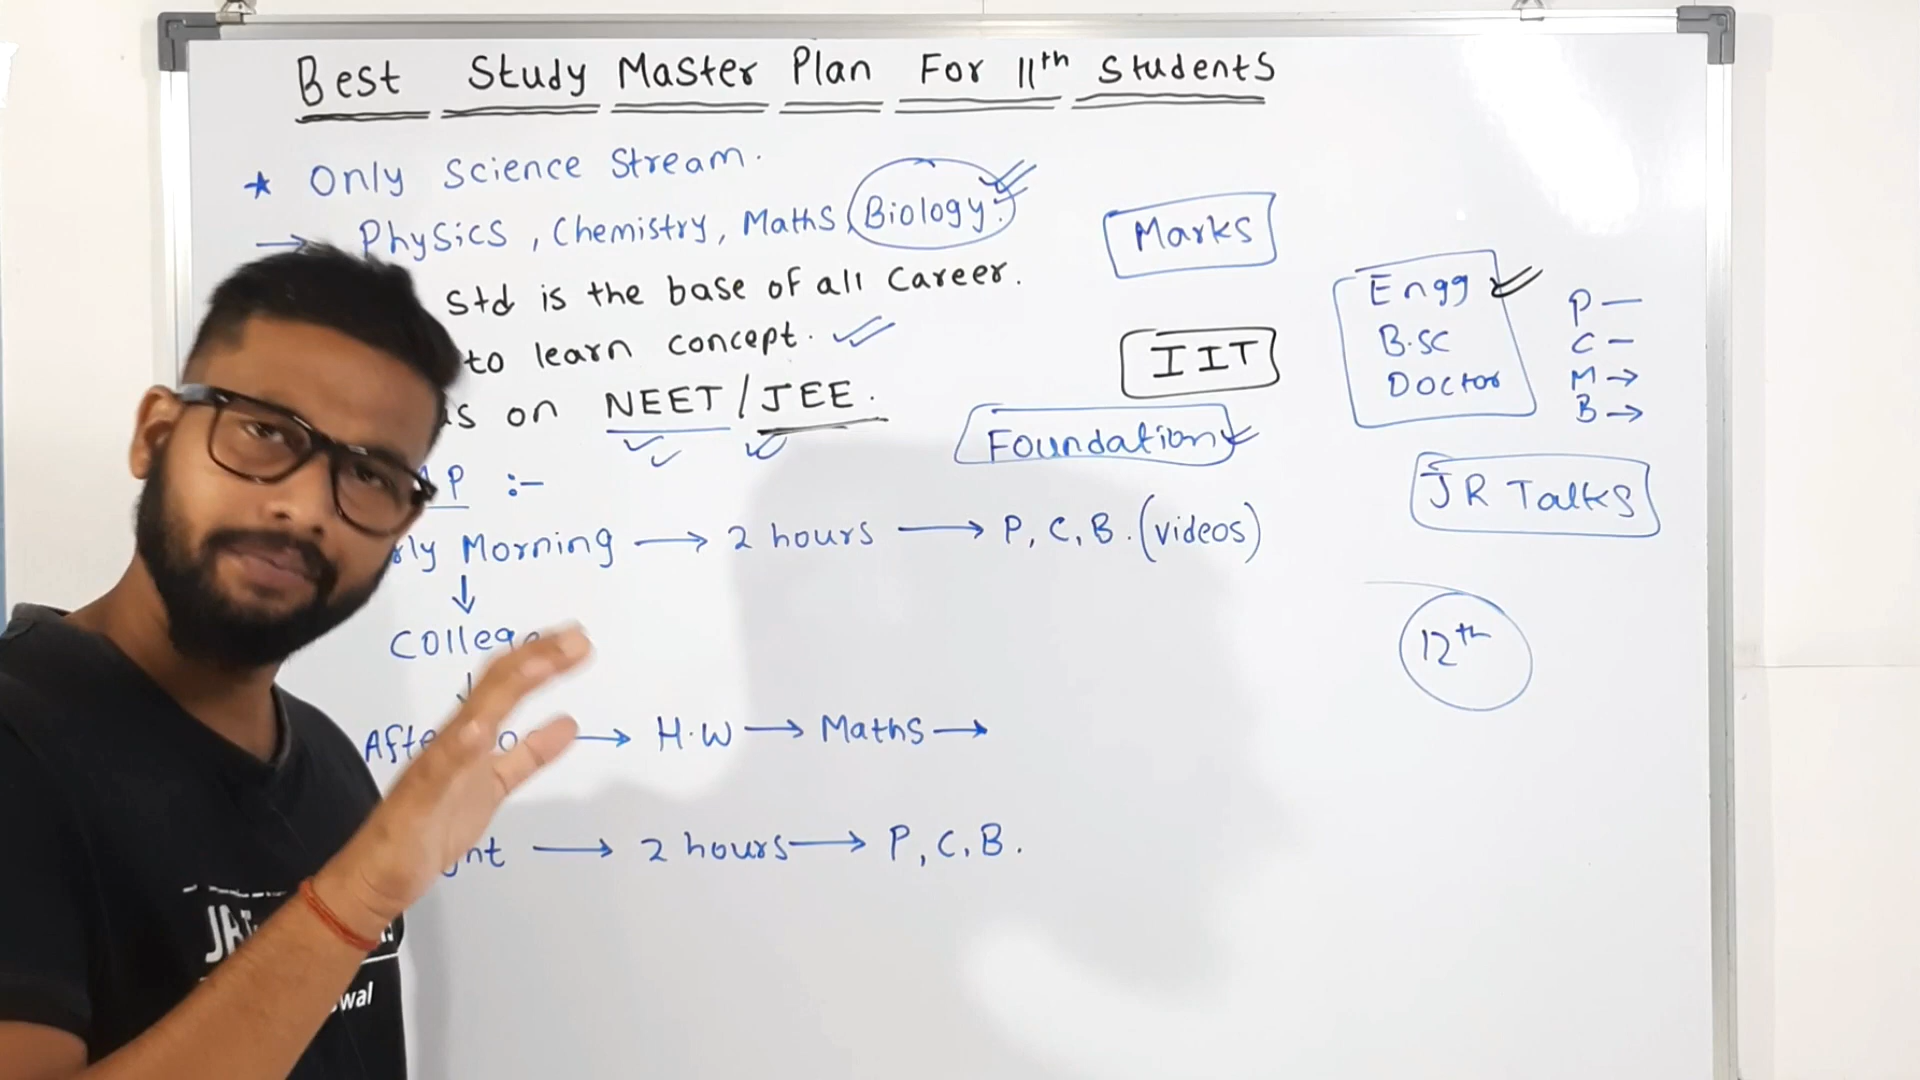 Best Study Master Plan For 11th Students
★ Only Science Stream.
→ Physics, Chemistry, Maths, Biology.
Std is the base of all Career.
to learn concept.
on NEET / JEE.
P :-
Morning → 2 hours → P, C, B. (videos)
↓
↓
→ H.W → Maths →
→ 2 hours → P, C, B.
Marks
IIT
Foundation
Engg
B.SC
Doctor
P —
C —
M →
B →
JR Talks
12th